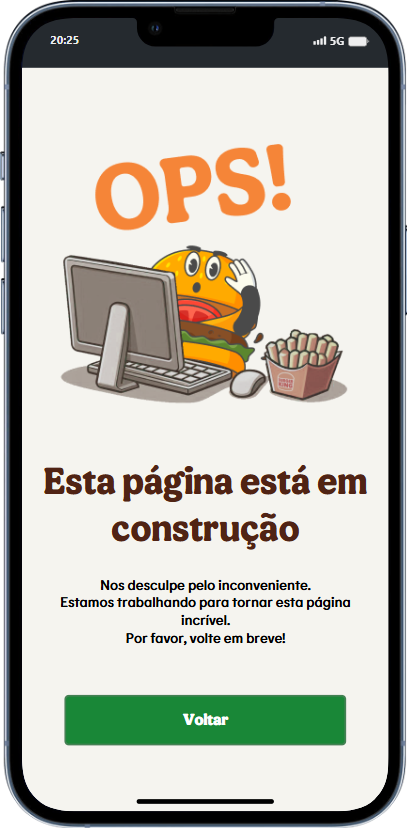 20:25
5G
OPS!
Esta página está em
construção
Nos desculpe pelo inconveniente.
Estamos trabalhando para tornar esta página
incrível.
Por favor, volte em breve!
Voltar